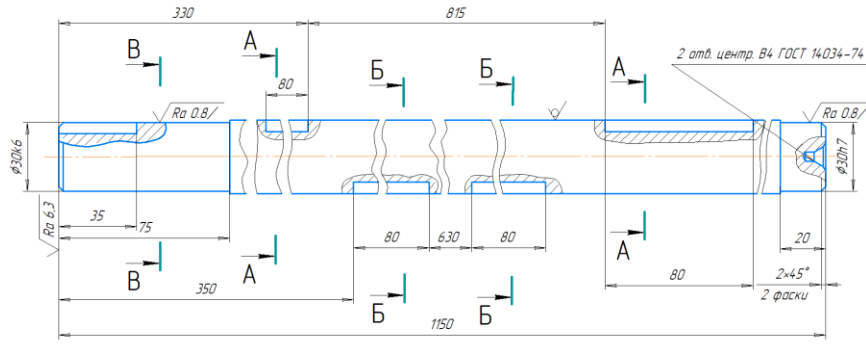 330
815
В
А
Б
Б
А
2 отв. центр. В4 ГОСТ 14034-74
80
Ra 0.8/
Ra 0.8/
Ø30k6
Ø30h7
35
75
Ra 6,3
80
630
80
20
В
А
А
80
2×45°
2 фаски
350
Б
Б
1150